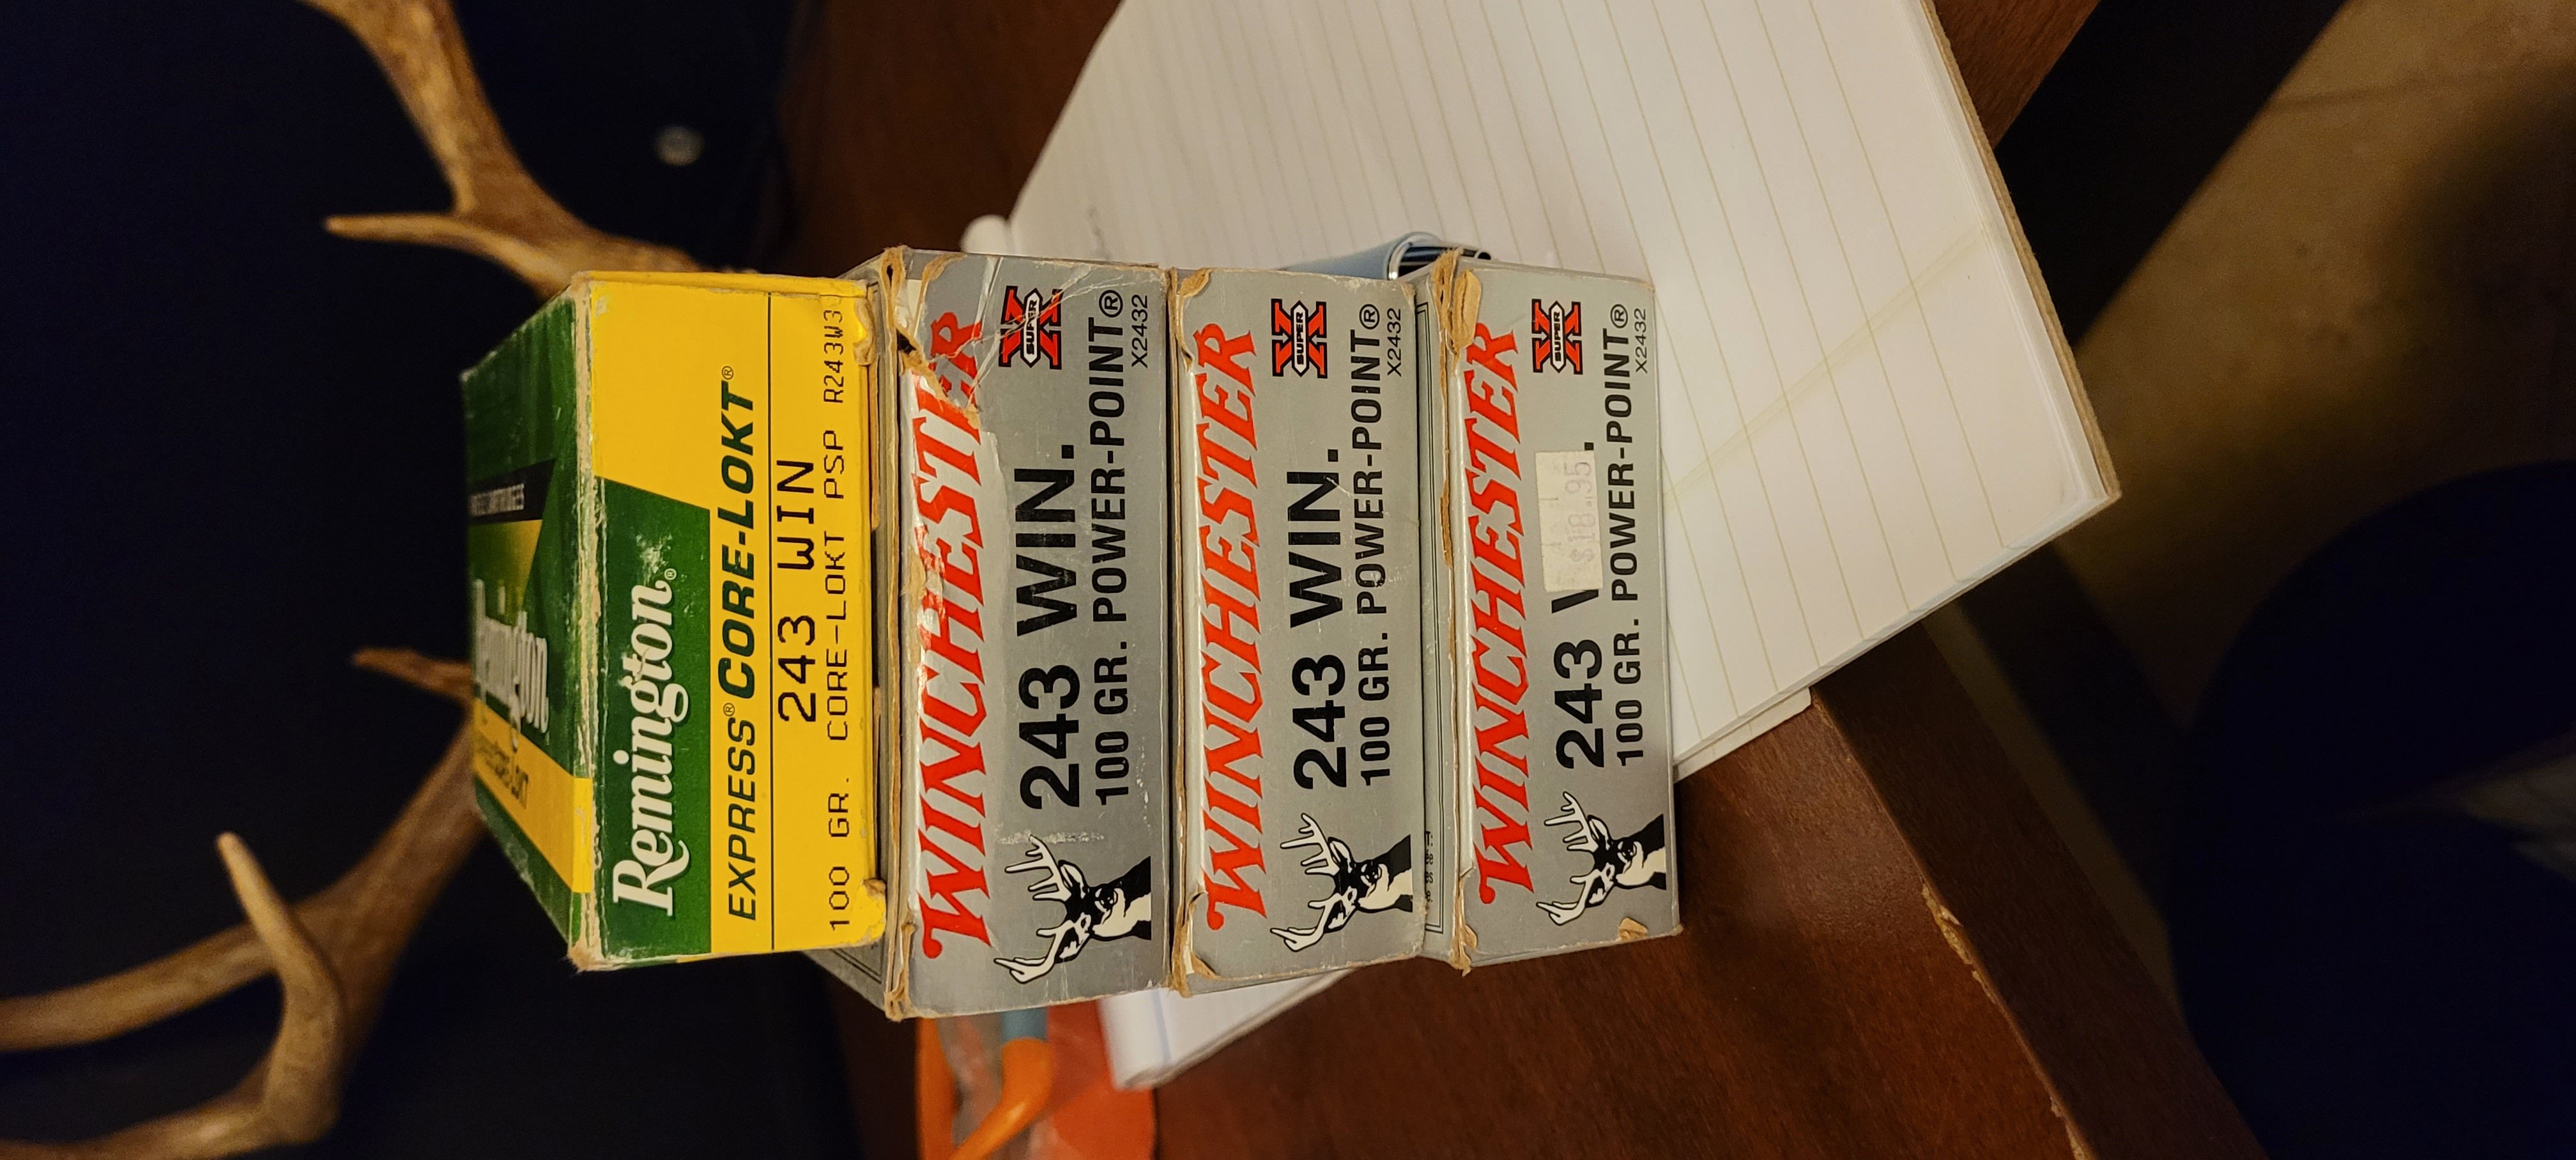 Remington®
EXPRESS® CORE-LOKT®
243 WIN
100 GR. CORE-LOKT PSP R243W3
Remington
WINCHESTER
SUPER X
243 WIN.
100 GR. POWER-POINT®
X2432
WINCHESTER
SUPER X
243 WIN.
100 GR. POWER-POINT®
X2432
WINCHESTER
SUPER X
243
$18.95
100 GR. POWER-POINT®
X2432